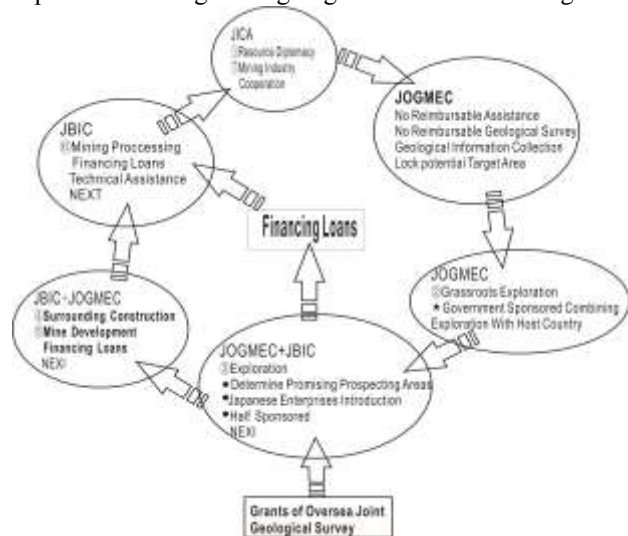 JICA
Resource Diplomacy
Mining Industry
Cooperation
JOGMEC
No Reimbursable Assistance
No Reimbursable Geological Survey
Geological Information Collection
Lock potential Target Area
JBIC
Mining Proccessing
Financing Loans
Technical Assistance
NEXT
Financing Loans
JOGMEC
Grassroots Exploration
★ Government Sponsored Combining
Exploration With Host Country
JBIC+JOGMEC
Surrounding Construction
Mine Development
Financing Loans
NEXI
JOGMEC+JBIC
③Exploration
•Determine Promising Prospecting Areas
•Japanese Enterprises Introduction
•Half Sponsored
NEXI
Grants of Oversea Joint
Geological Survey